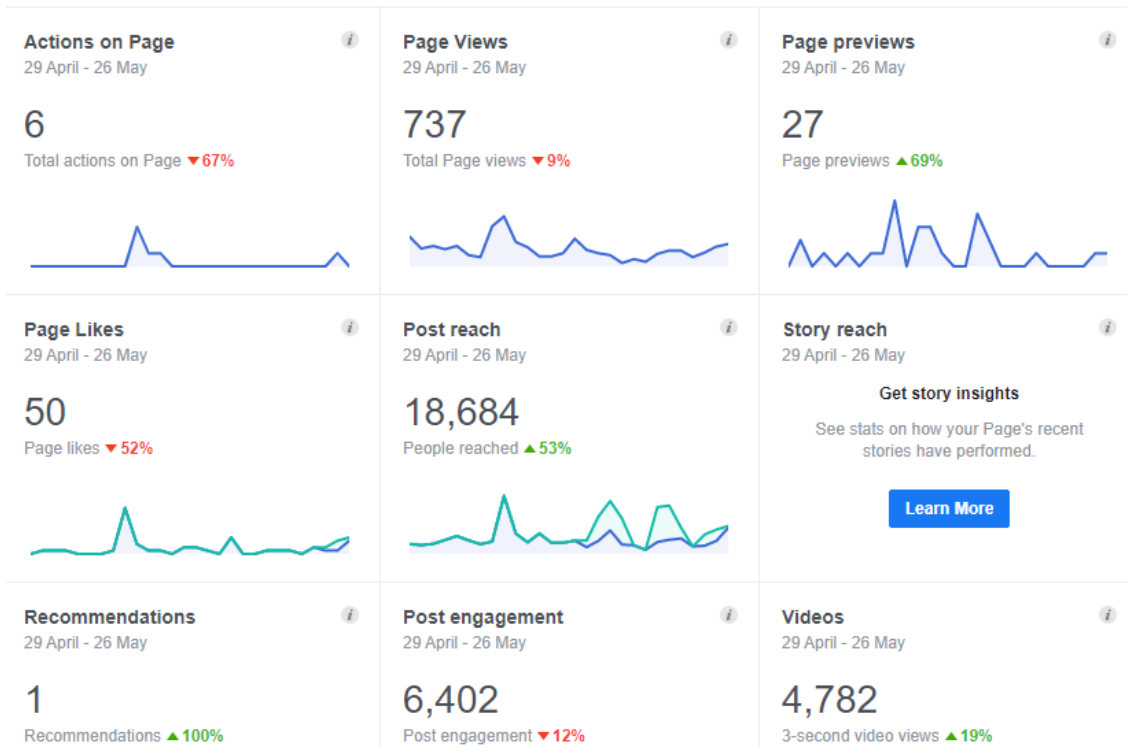 Actions on Page
29 April - 26 May
6
Total actions on Page ▼67%
Page Views
29 April - 26 May
737
Total Page views ▼9%
Page previews
29 April - 26 May
27
Page previews ▲69%
Page Likes
29 April - 26 May
50
Page likes ▼52%
Post reach
29 April - 26 May
18,684
People reached ▲53%
Story reach
29 April - 26 May
Get story insights
See stats on how your Page's recent
stories have performed.
Learn More
Recommendations
29 April - 26 May
1
Recommendations ▲100%
Post engagement
29 April - 26 May
6,402
Post engagement ▼12%
Videos
29 April - 26 May
4,782
3-second video views ▲19%